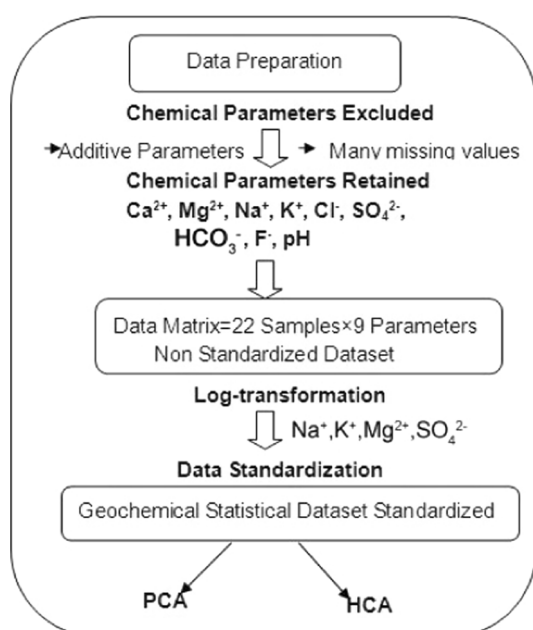 Data Preparation
Chemical Parameters Excluded
Additive Parameters Many missing values
Chemical Parameters Retained
Ca²⁺, Mg²⁺, Na⁺, K⁺, Cl⁻, SO₄²⁻,
HCO₃⁻, F⁻, pH
Data Matrix=22 Samples×9 Parameters
Non Standardized Dataset
Log-transformation
Na⁺,K⁺,Mg²⁺,SO₄²⁻
Data Standardization
Geochemical Statistical Dataset Standardized
PCA HCA